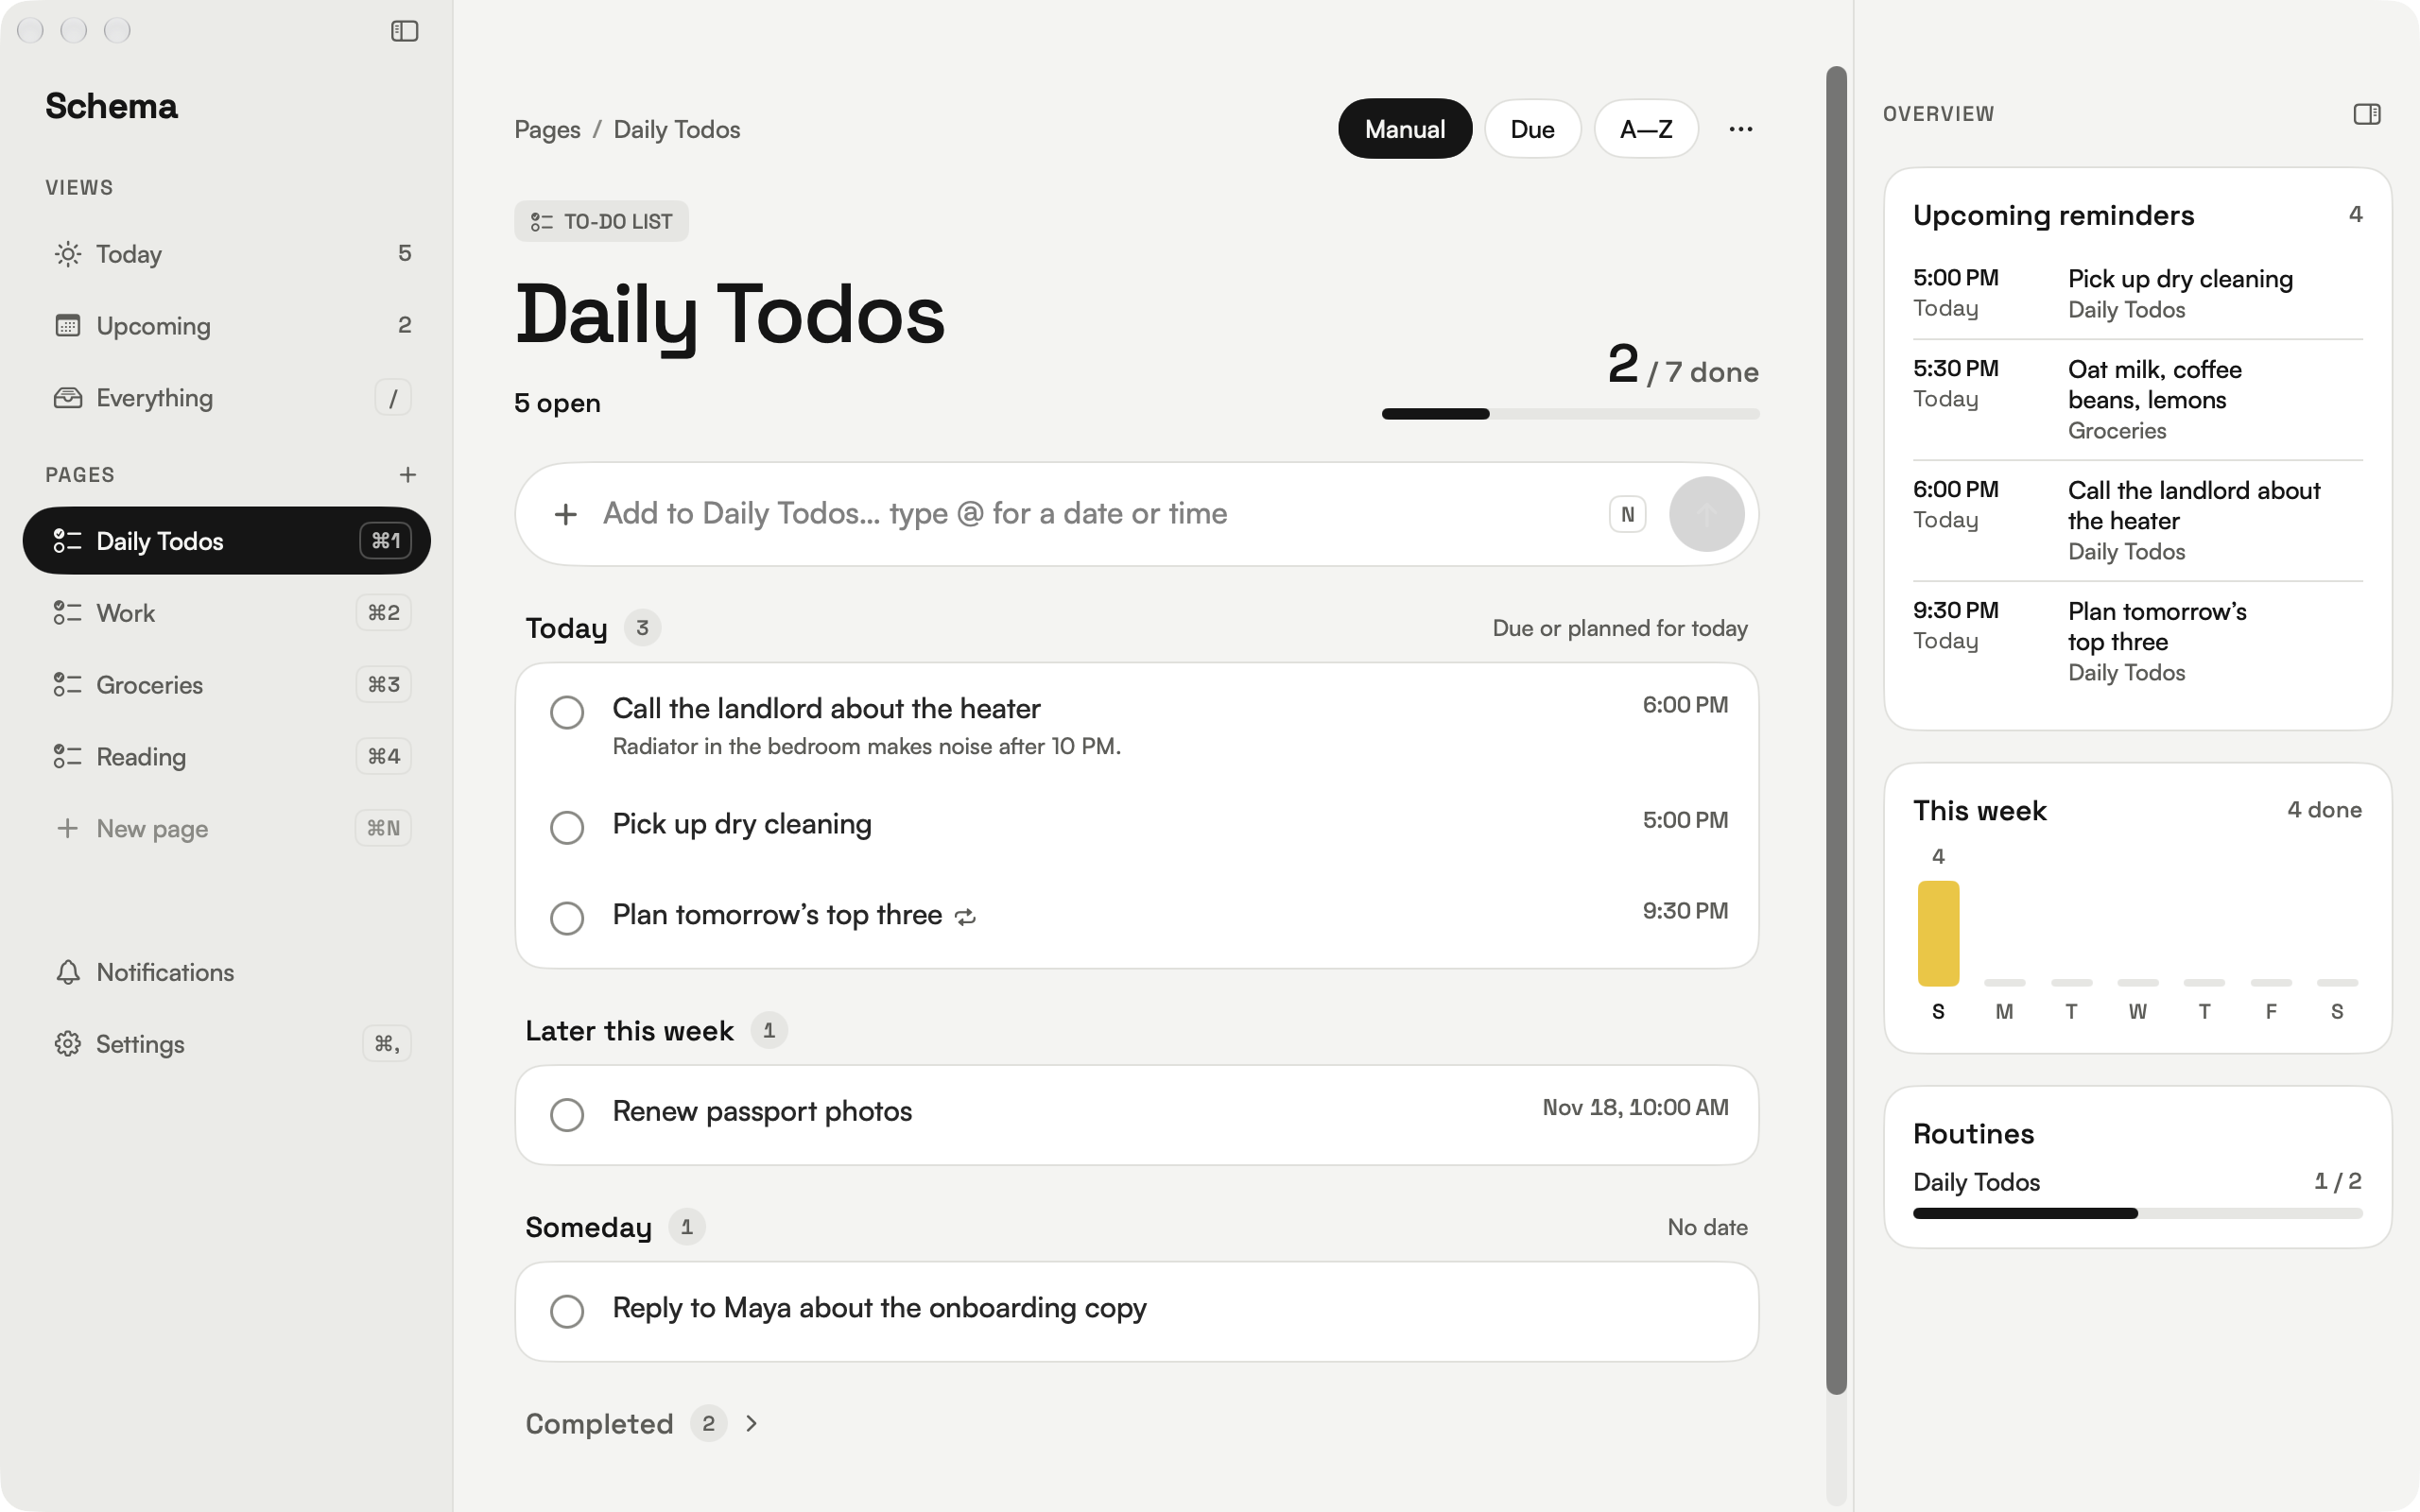 Schema
VIEWS
Today 5
Upcoming 2
Everything /
PAGES
Daily Todos ⌘1
Work ⌘2
Groceries ⌘3
Reading ⌘4
New page ⌘N
Notifications
Settings ⌘,
Pages / Daily Todos
Manual Due A—Z
TO-DO LIST
Daily Todos
5 open
2 / 7 done
Add to Daily Todos... type @ for a date or time N
Today 3 Due or planned for today
Call the landlord about the heater 6:00 PM
Radiator in the bedroom makes noise after 10 PM.
Pick up dry cleaning 5:00 PM
Plan tomorrow’s top three 9:30 PM
Later this week 1
Renew passport photos Nov 18, 10:00 AM
Someday 1 No date
Reply to Maya about the onboarding copy
Completed 2
OVERVIEW
Upcoming reminders 4
5:00 PM Pick up dry cleaning
Today Daily Todos
5:30 PM Oat milk, coffee
Today beans, lemons
Groceries
6:00 PM Call the landlord about
Today the heater
Daily Todos
9:30 PM Plan tomorrow’s
Today top three
Daily Todos
This week 4 done
4
S M T W T F S
Routines
Daily Todos 1 / 2